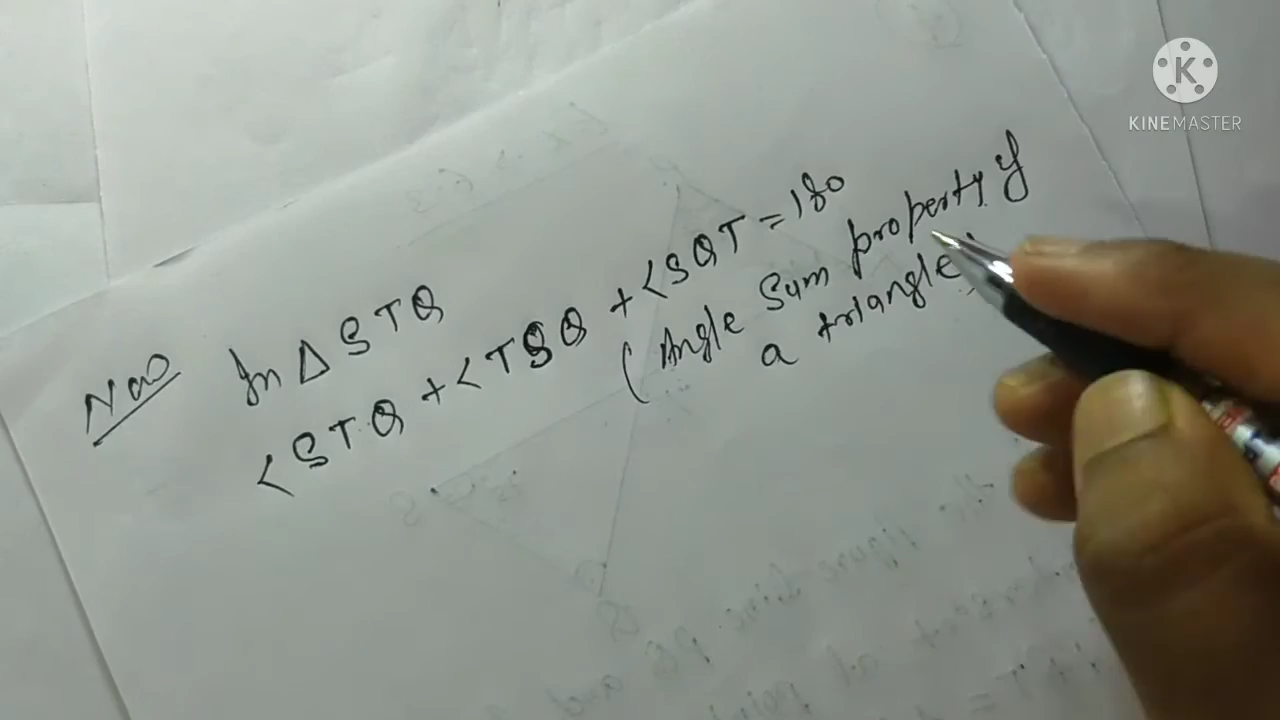 Now In Δ STQ
<STQ + <TSQ + <SQT = 180
( Angle Sum property of
a triangle)
KINEMASTER